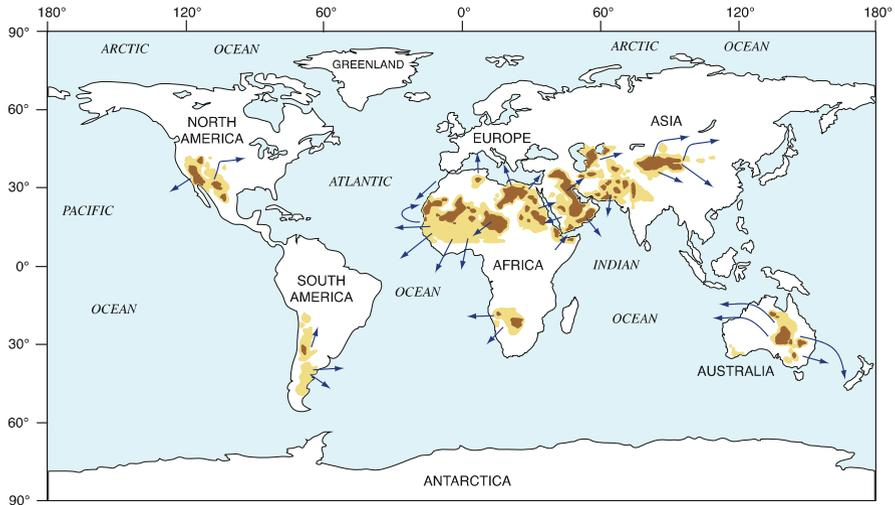 180° 120° 60° 0° 60° 120° 180°
90°
ARCTIC OCEAN ARCTIC OCEAN
GREENLAND
60°
NORTH
AMERICA
EUROPE
ASIA
30°
ATLANTIC
PACIFIC
0°
AFRICA
INDIAN
SOUTH
AMERICA
OCEAN
OCEAN
OCEAN
30°
AUSTRALIA
60°
ANTARCTICA
90°